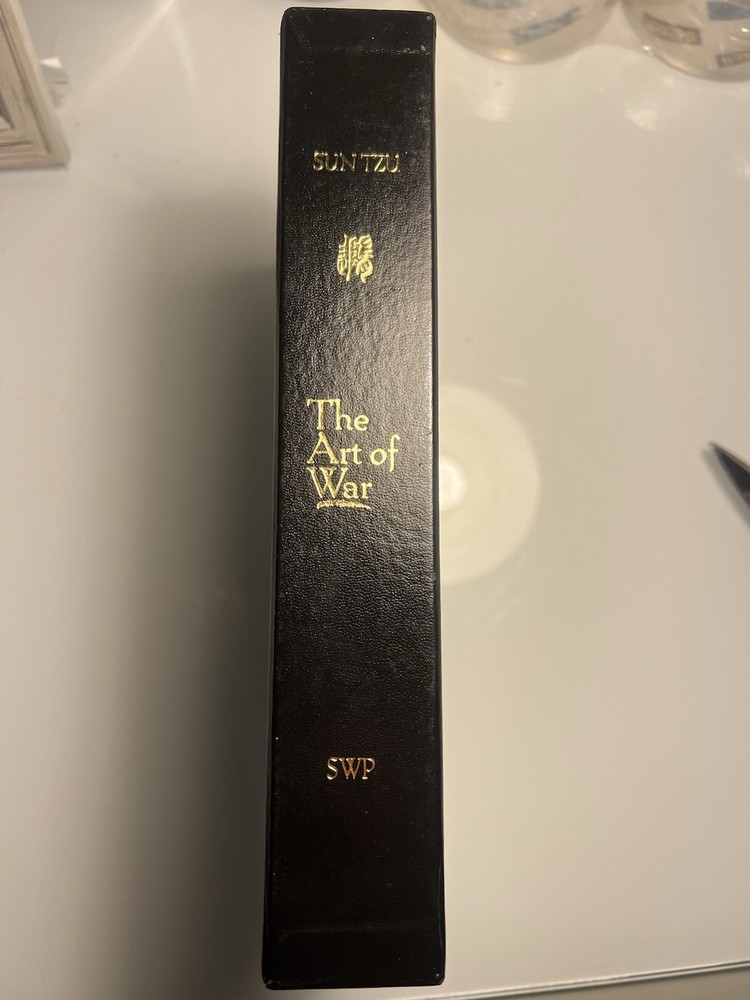 SUN TZU
The
Art of
War
SWP